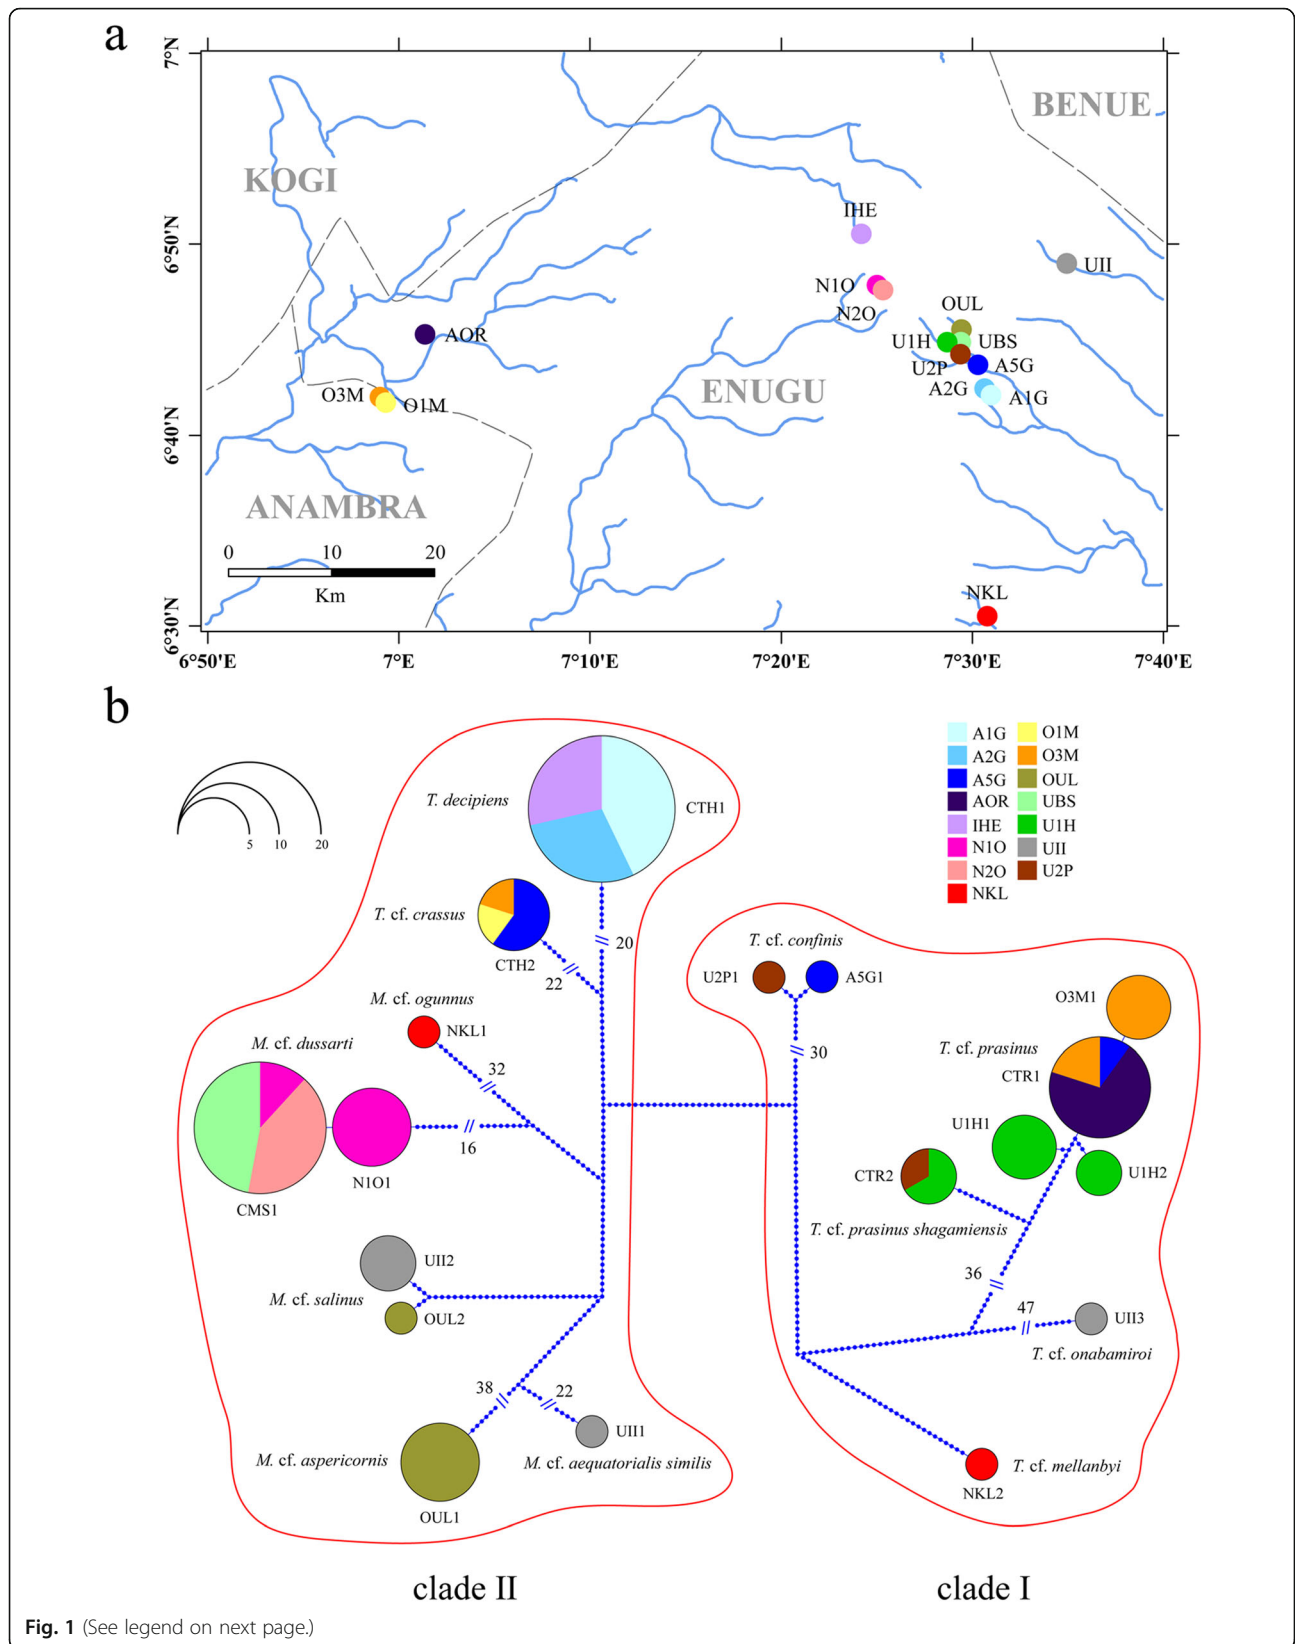 a
7°N
6°50'N
6°40'N
6°30'N
BENUE
KOGI
IHE
UII
N1O
N2O
OUL
AOR
U1H
UBS
U2P
A5G
ENUGU
A2G
A1G
O3M
O1M
ANAMBRA
0 10 20
Km
NKL
6°50'E 7°E 7°10'E 7°20'E 7°30'E 7°40'E
b
A1G O1M
A2G O3M
A5G OUL
AOR UBS
IHE U1H
N1O UII
N2O U2P
NKL
5 10 20
T. decipiens
CTH1
T. cf. crassus
CTH2
20
22
M. cf. ogunnus
NKL1
M. cf. dussarti
32
16
N1O1
CMS1
UII2
M. cf. salinus
OUL2
38
22
UII1
M. cf. aspericornis
M. cf. aequatorialis similis
OUL1
T. cf. confinis
U2P1
A5G1
O3M1
30
T. cf. prasinus
CTR1
U1H1
U1H2
CTR2
T. cf. prasinus shagamiensis
36
47
UII3
T. cf. onabamiroi
T. cf. mellanbyi
NKL2
clade II
clade I
Fig. 1 (See legend on next page.)